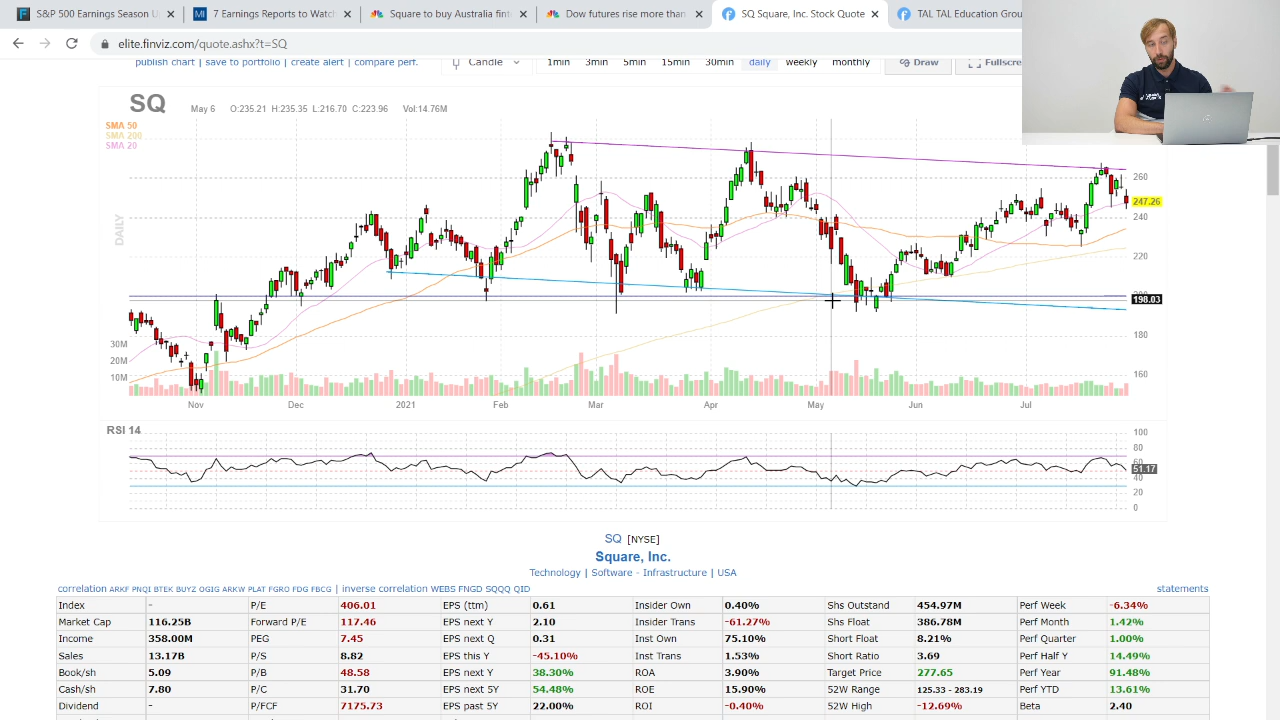 S&P 500 Earnings Season U
7 Earnings Reports to Watch
Square to buy Australia finte
Dow futures rise more than
SQ Square, Inc. Stock Quote
TAL TAL Education Grou
elite.finviz.com/quote.ashx?t=SQ
publish chart | save to portfolio | create alert | compare perf.
Candle
1min 3min 5min 15min 30min daily weekly monthly
Draw
Fullscre
SQ
May 6 O:235.21 H:235.35 L:216.70 C:223.96 Vol:14.76M
SMA 50
SMA 200
SMA 20
DAILY
260
247.26
240
220
198.03
180
160
30M
20M
10M
Nov Dec 2021 Feb Mar Apr May Jun Jul
RSI 14
100
80
51.17
40
20
0
SQ [NYSE]
Square, Inc.
Technology | Software - Infrastructure | USA
correlation ARKF PNQI BTEK BUYZ OGIG ARKW PLAT FGRO FDG FBCG | inverse correlation WEBS FNGD SQQQ QID
statements
Index - P/E 406.01 EPS (ttm) 0.61 Insider Own 0.40% Shs Outstand 454.97M Perf Week -6.34%
Market Cap 116.25B Forward P/E 117.46 EPS next Y 2.10 Insider Trans -61.27% Shs Float 386.78M Perf Month 1.42%
Income 358.00M PEG 7.45 EPS next Q 0.31 Inst Own 75.10% Short Float 8.21% Perf Quarter 1.00%
Sales 13.17B P/S 8.82 EPS this Y -45.10% Inst Trans 1.53% Short Ratio 3.69 Perf Half Y 14.49%
Book/sh 5.09 P/B 48.58 EPS next Y 38.30% ROA 3.90% Target Price 277.65 Perf Year 91.48%
Cash/sh 7.80 P/C 31.70 EPS next 5Y 54.48% ROE 15.90% 52W Range 125.33 - 283.19 Perf YTD 13.61%
Dividend - P/FCF 7175.73 EPS past 5Y 22.00% ROI -0.40% 52W High -12.69% Beta 2.40